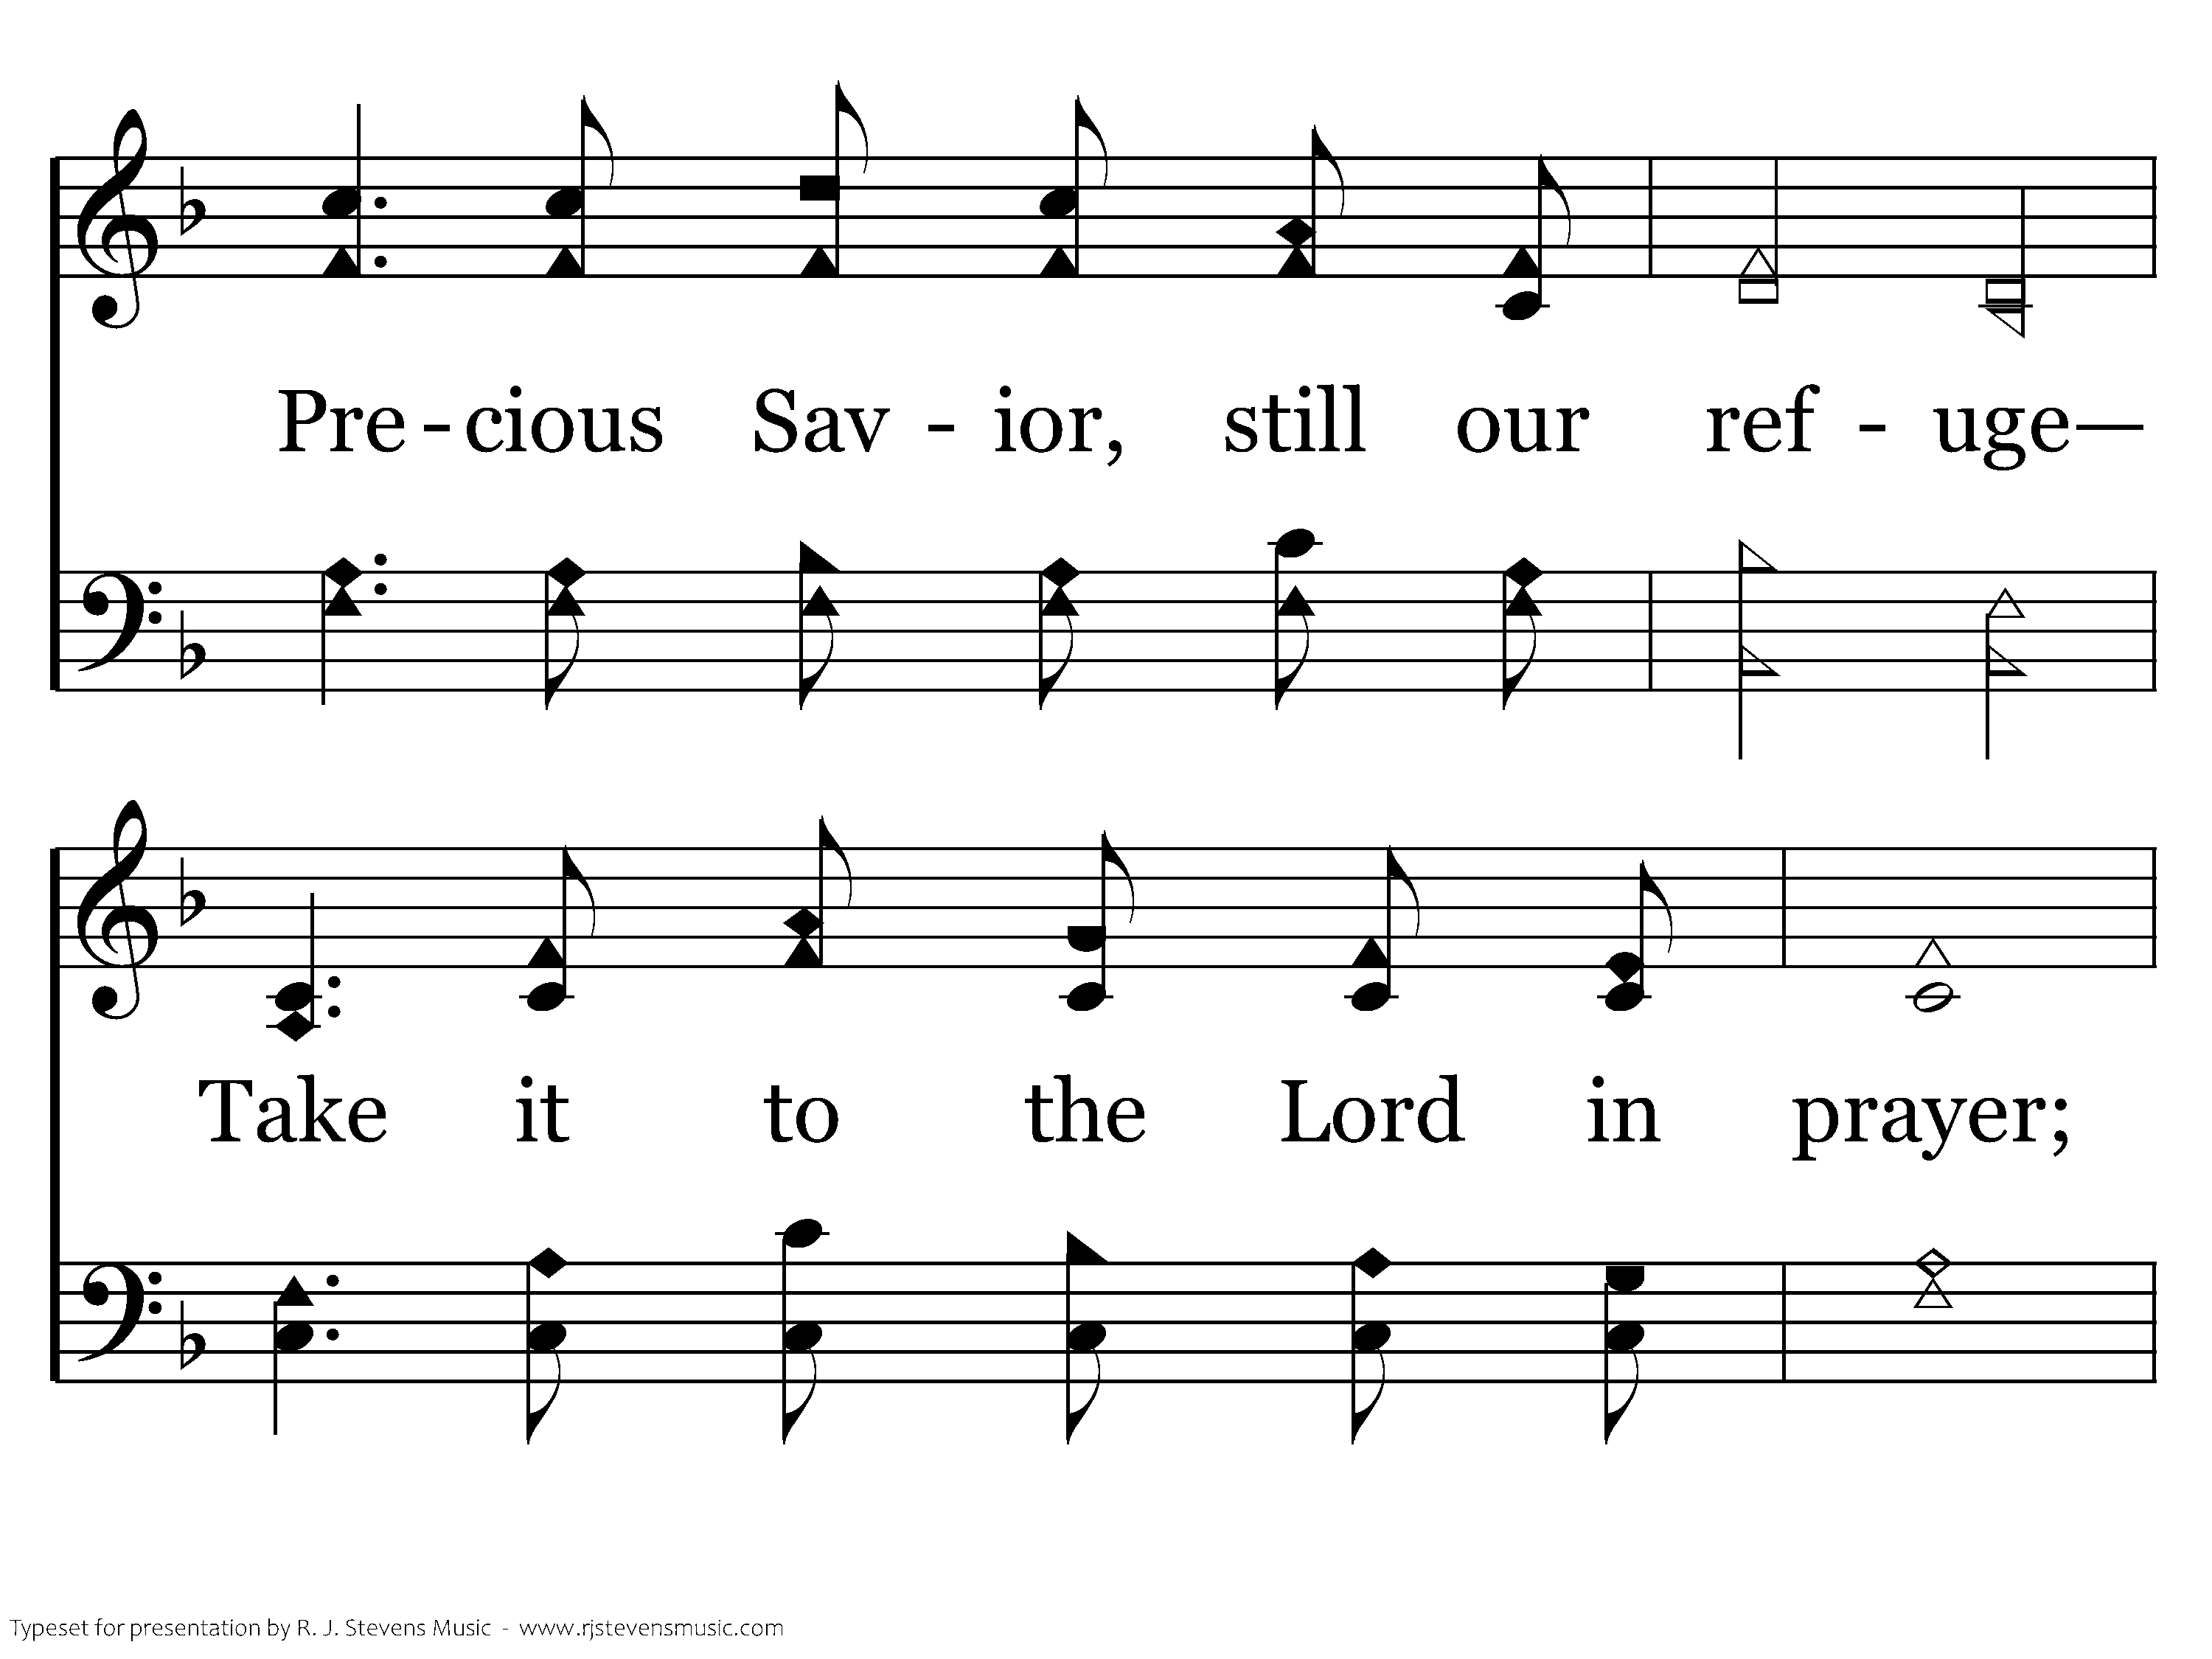 Pre - cious Sav - ior, still our ref - uge—
Take it to the Lord in prayer;
Typeset for presentation by R. J. Stevens Music - www.rjstevensmusic.com